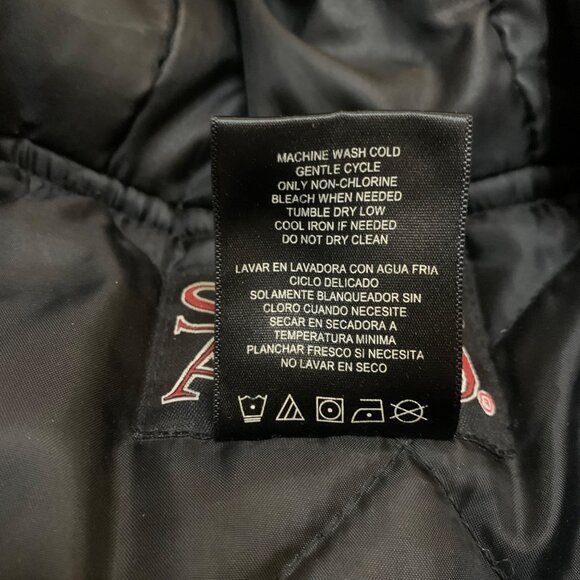 MACHINE WASH COLD
GENTLE CYCLE
ONLY NON-CHLORINE
BLEACH WHEN NEEDED
TUMBLE DRY LOW
COOL IRON IF NEEDED
DO NOT DRY CLEAN
LAVAR EN LAVADORA CON AGUA FRIA
CICLO DELICADO
SOLAMENTE BLANQUEADOR SIN
CLORO CUANDO NECESITE
SECAR EN SECADORA A
TEMPERATURA MINIMA
PLANCHAR FRESCO SI NECESITA
NO LAVAR EN SECO